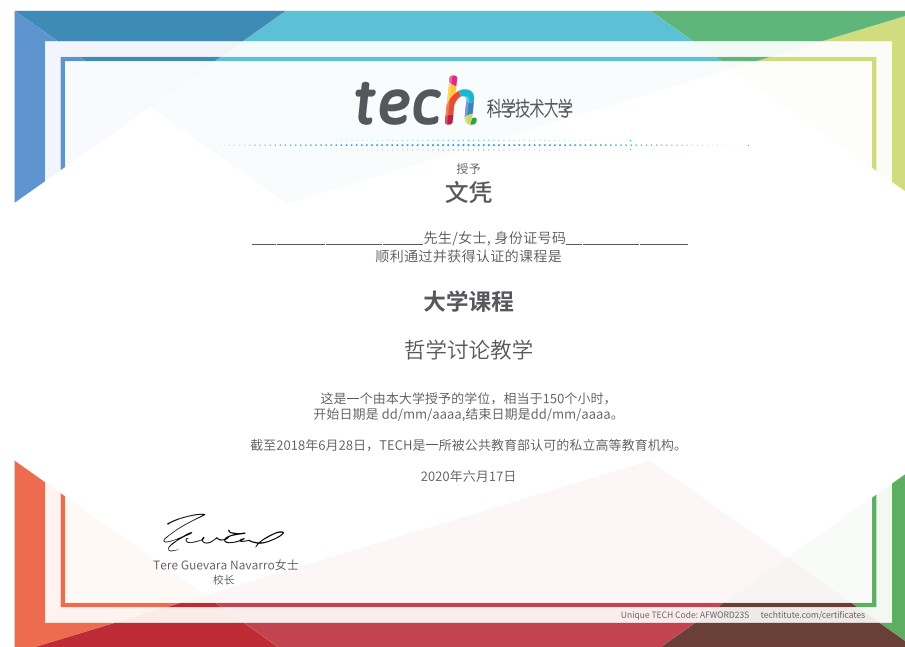 tech 科学技术大学
授予
文凭
____________________先生/女士, 身份证号码______________
顺利通过并获得认证的课程是
大学课程
哲学讨论教学
这是一个由本大学授予的学位，相当于150个小时，
开始日期是 dd/mm/aaaa,结束日期是dd/mm/aaaa。
截至2018年6月28日，TECH是一所被公共教育部认可的私立高等教育机构。
2020年六月17日
Tere Guevara Navarro女士
校长
Unique TECH Code: AFWORD23S techtitute.com/certificates